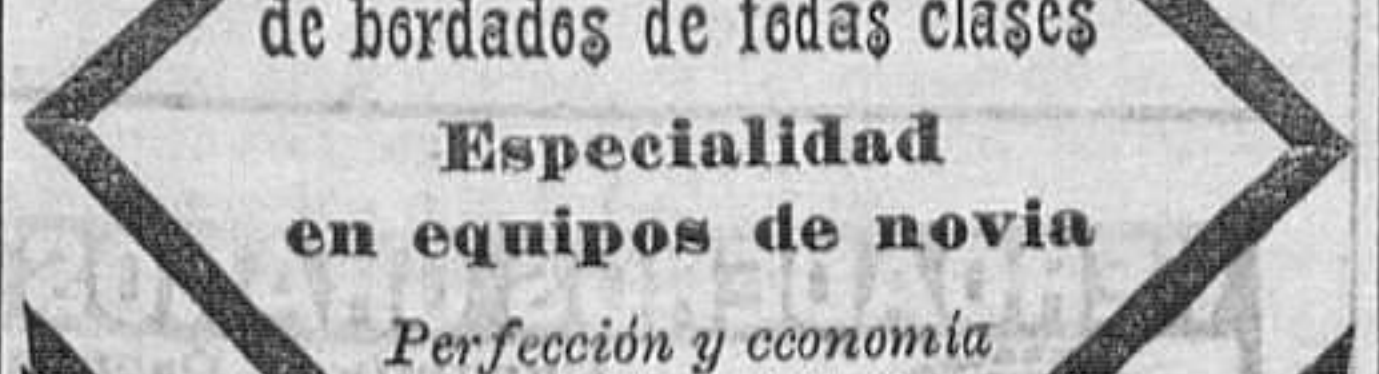 de bordados de todas clases
Especialidad
en equipos de novia
Perfección y cconomía